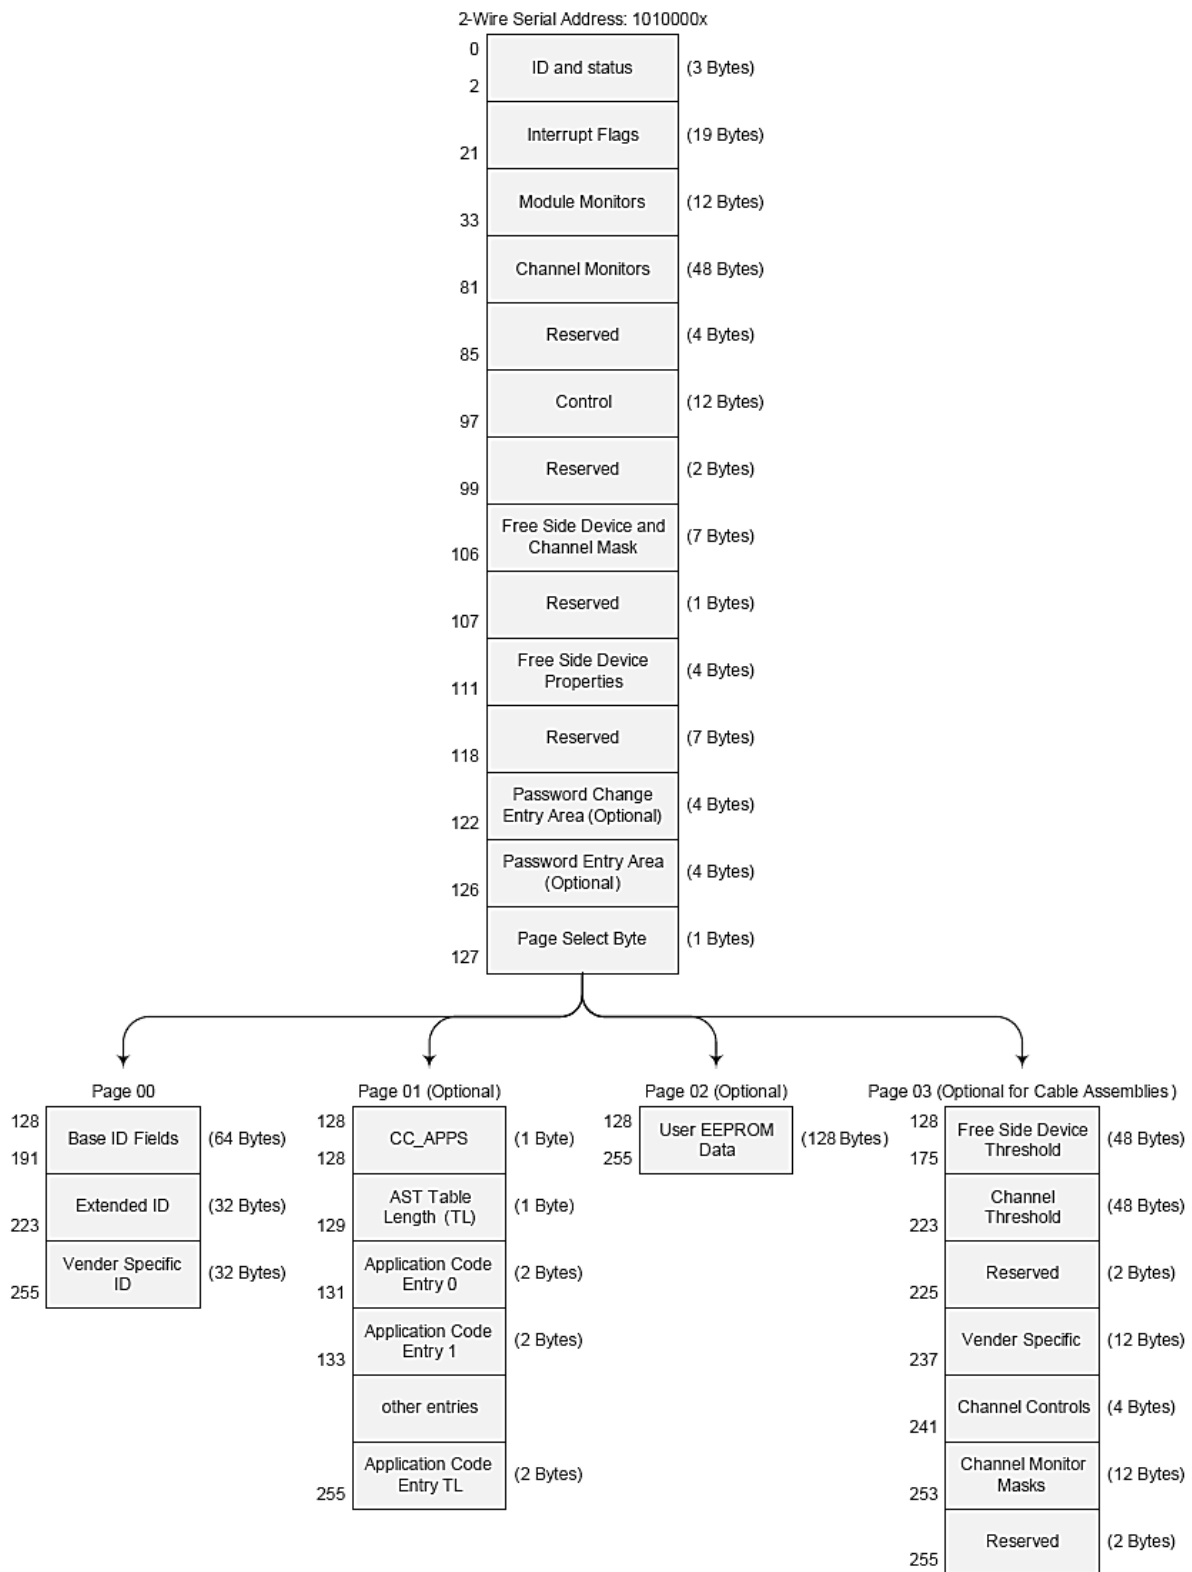 2-Wire Serial Address: 1010000x
0
ID and status
(3 Bytes)
2
Interrupt Flags
(19 Bytes)
21
Module Monitors
(12 Bytes)
33
Channel Monitors
(48 Bytes)
81
Reserved
(4 Bytes)
85
Control
(12 Bytes)
97
Reserved
(2 Bytes)
99
Free Side Device and
Channel Mask
(7 Bytes)
106
Reserved
(1 Bytes)
107
Free Side Device
Properties
(4 Bytes)
111
Reserved
(7 Bytes)
118
Password Change
Entry Area (Optional)
(4 Bytes)
122
Password Entry Area
(Optional)
(4 Bytes)
126
Page Select Byte
(1 Bytes)
127
Page 00
128
Base ID Fields
(64 Bytes)
191
Extended ID
(32 Bytes)
223
Vender Specific
ID
(32 Bytes)
255
Page 01 (Optional)
128
CC_APPS
(1 Byte)
128
AST Table
Length (TL)
(1 Byte)
129
Application Code
Entry 0
(2 Bytes)
131
Application Code
Entry 1
(2 Bytes)
133
other entries
Application Code
Entry TL
(2 Bytes)
255
Page 02 (Optional)
128
User EEPROM
Data
(128 Bytes)
255
Page 03 (Optional for Cable Assemblies)
128
Free Side Device
Threshold
(48 Bytes)
175
Channel
Threshold
(48 Bytes)
223
Reserved
(2 Bytes)
225
Vender Specific
(12 Bytes)
237
Channel Controls
(4 Bytes)
241
Channel Monitor
Masks
(12 Bytes)
253
Reserved
(2 Bytes)
255